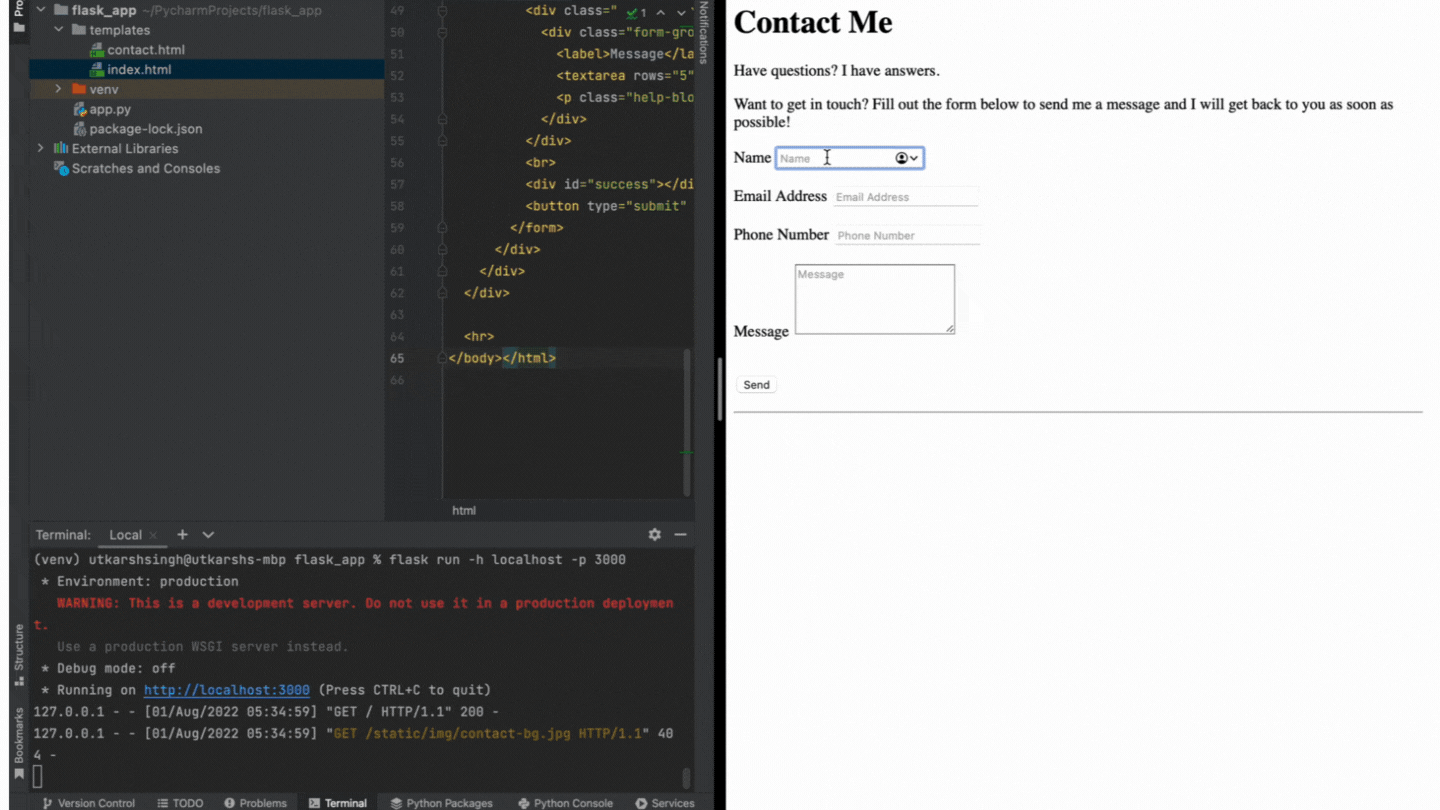 Pro
flask_app ~/PycharmProjects/flask_app
templates
contact.html
index.html
venv
app.py
package-lock.json
External Libraries
Scratches and Consoles
Structure
Bookmarks
49 <div class="
1
50 <div class="form-gro
51 <label>Message</la
52 <textarea rows="5"
53 <p class="help-blo
54 </div>
55 </div>
56 <br>
57 <div id="success"></di
58 <button type="submit"
59 </form>
60 </div>
61 </div>
62 </div>
63
64 <hr>
65 </body></html>
66
html
Notifications
Terminal: Local × + 
(venv) utkarshsingh@utkarshs-mbp flask_app % flask run -h localhost -p 3000
* Environment: production
WARNING: This is a development server. Do not use it in a production deploymen
t.
Use a production WSGI server instead.
* Debug mode: off
* Running on http://localhost:3000 (Press CTRL+C to quit)
127.0.0.1 - - [01/Aug/2022 05:34:59] "GET / HTTP/1.1" 200 -
127.0.0.1 - - [01/Aug/2022 05:34:59] "GET /static/img/contact-bg.jpg HTTP/1.1" 40
4 -
Version Control TODO Problems Terminal Python Packages Python Console Services
Contact Me
Have questions? I have answers.
Want to get in touch? Fill out the form below to send me a message and I will get back to you as soon as
possible!
Name Name
Email Address Email Address
Phone Number Phone Number
Message
Message
Send